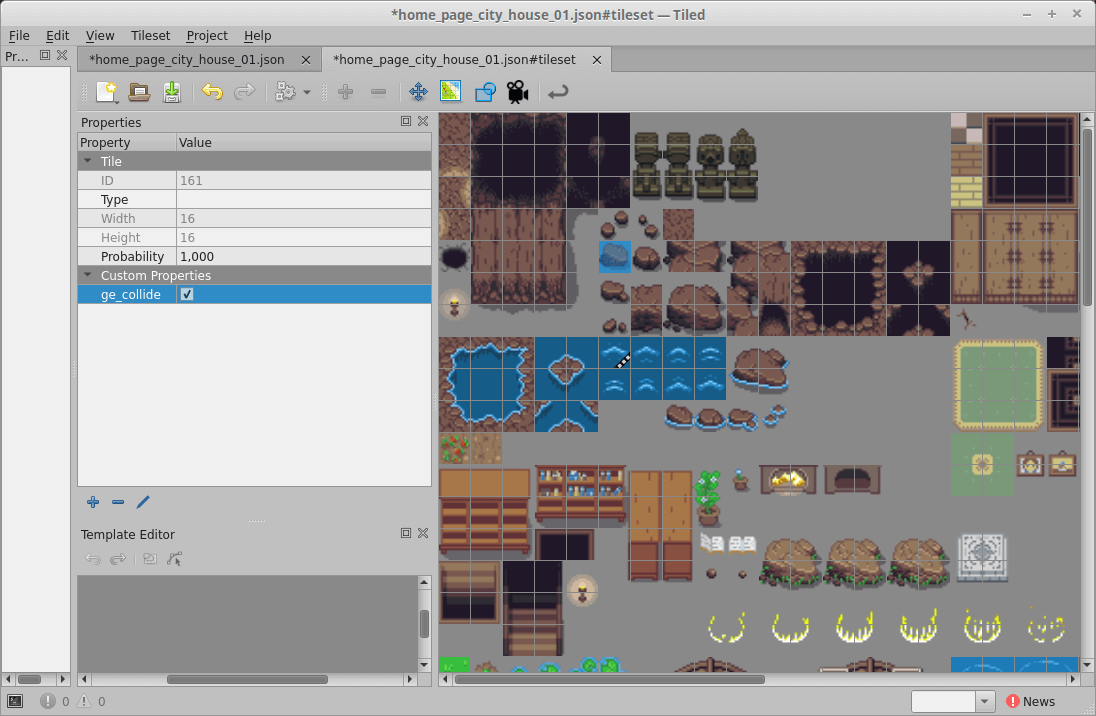 *home_page_city_house_01.json#tileset — Tiled
File Edit View Tileset Project Help
Pr...
*home_page_city_house_01.json
*home_page_city_house_01.json#tileset
Properties
Property Value
Tile
ID 161
Type
Width 16
Height 16
Probability 1,000
Custom Properties
ge_collide
Template Editor
0 0
News